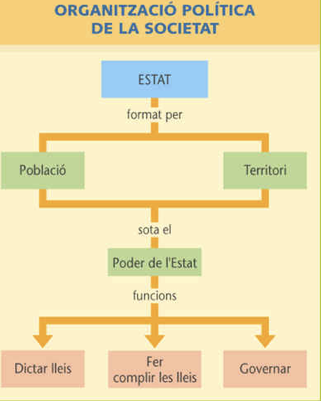 ORGANITZACIÓ POLÍTICA
DE LA SOCIETAT
ESTAT
format per
Població
Territori
sota el
Poder de l'Estat
funcions
Dictar lleis
Fer
complir les lleis
Governar